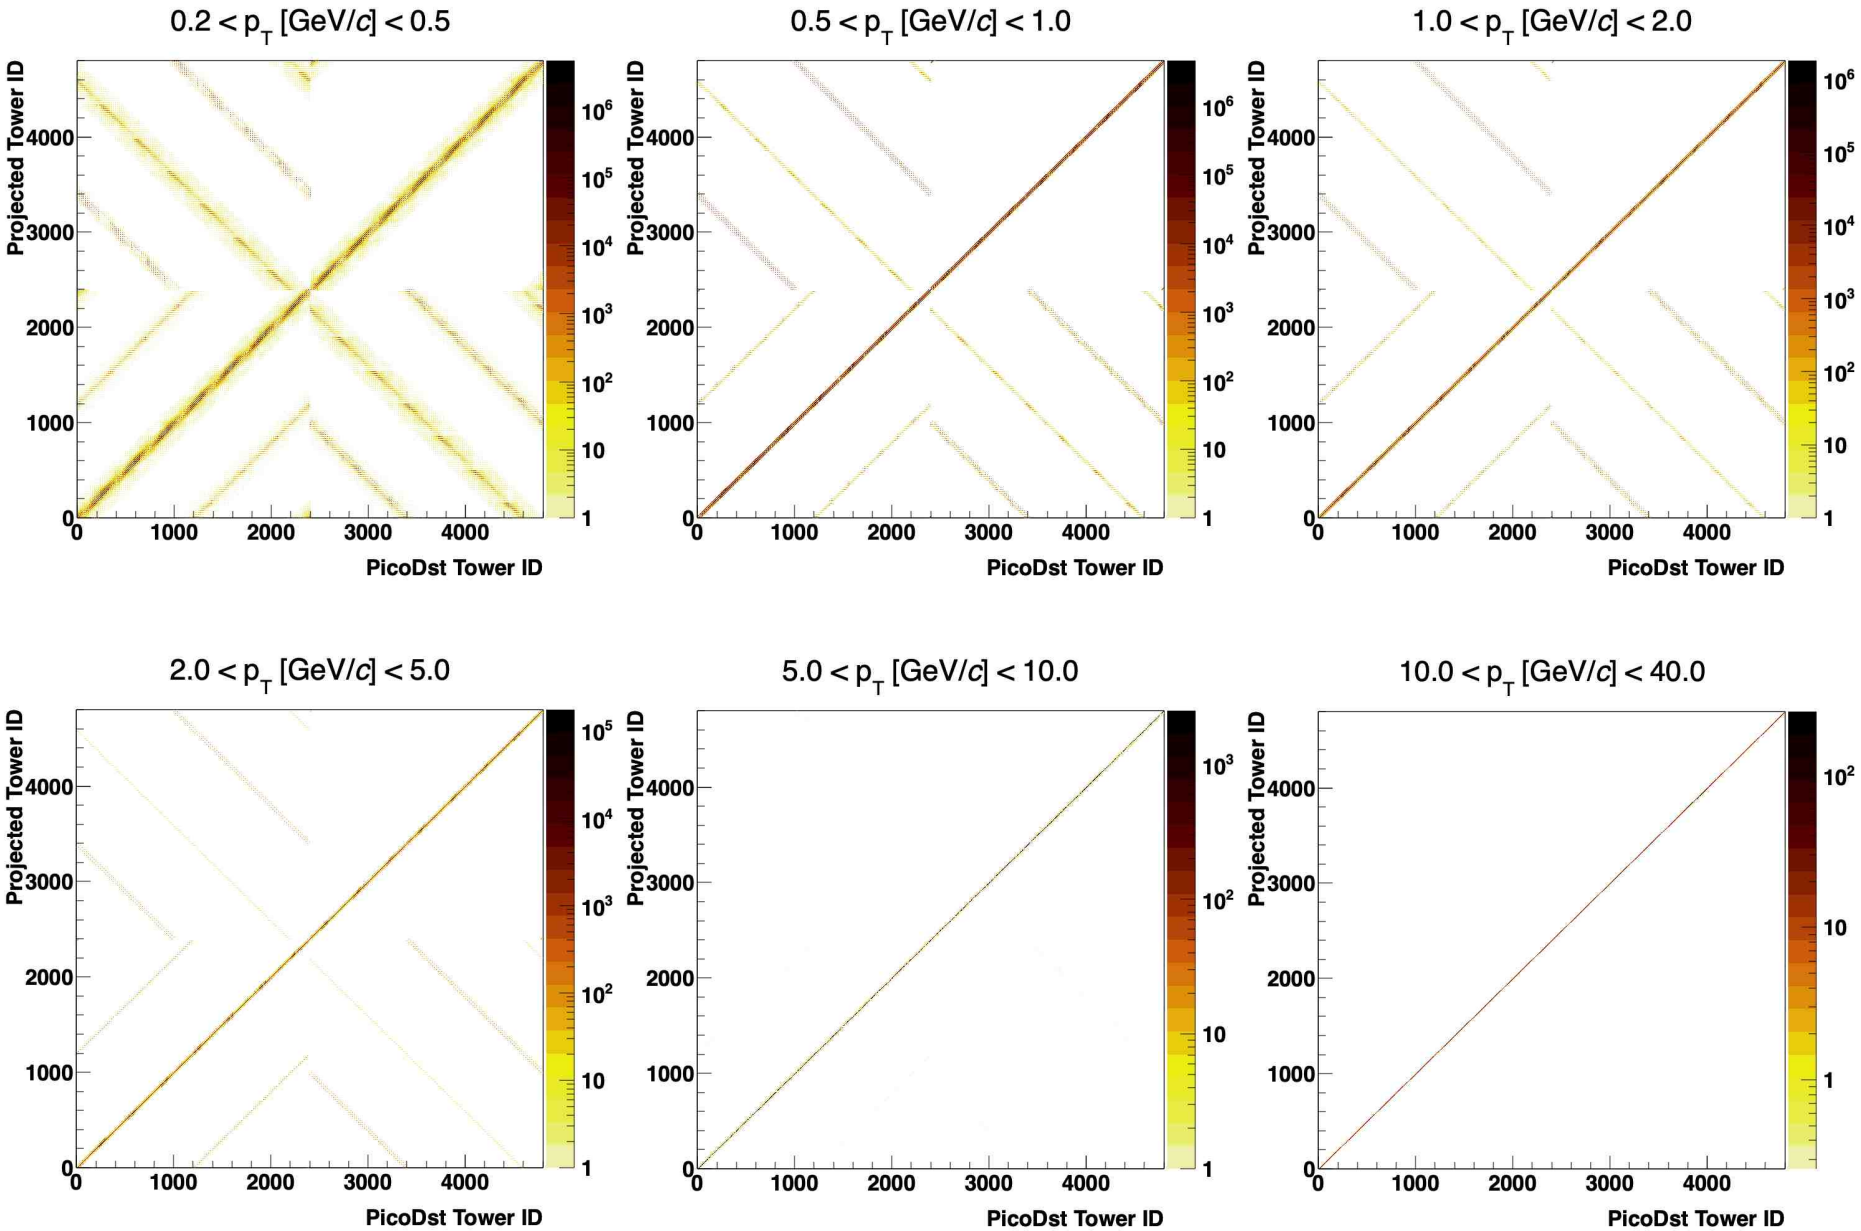 0.2 < p_T [GeV/c] < 0.5
Projected Tower ID
4000
3000
2000
1000
0
0 1000 2000 3000 4000
PicoDst Tower ID
10^6
10^5
10^4
10^3
10^2
10
1
0.5 < p_T [GeV/c] < 1.0
Projected Tower ID
4000
3000
2000
1000
0
0 1000 2000 3000 4000
PicoDst Tower ID
10^6
10^5
10^4
10^3
10^2
10
1
1.0 < p_T [GeV/c] < 2.0
Projected Tower ID
4000
3000
2000
1000
0
0 1000 2000 3000 4000
PicoDst Tower ID
10^6
10^5
10^4
10^3
10^2
10
1
2.0 < p_T [GeV/c] < 5.0
Projected Tower ID
4000
3000
2000
1000
0
0 1000 2000 3000 4000
PicoDst Tower ID
10^5
10^4
10^3
10^2
10
1
5.0 < p_T [GeV/c] < 10.0
Projected Tower ID
4000
3000
2000
1000
0
0 1000 2000 3000 4000
PicoDst Tower ID
10^3
10^2
10
1
10.0 < p_T [GeV/c] < 40.0
Projected Tower ID
4000
3000
2000
1000
0
0 1000 2000 3000 4000
PicoDst Tower ID
10^2
10
1